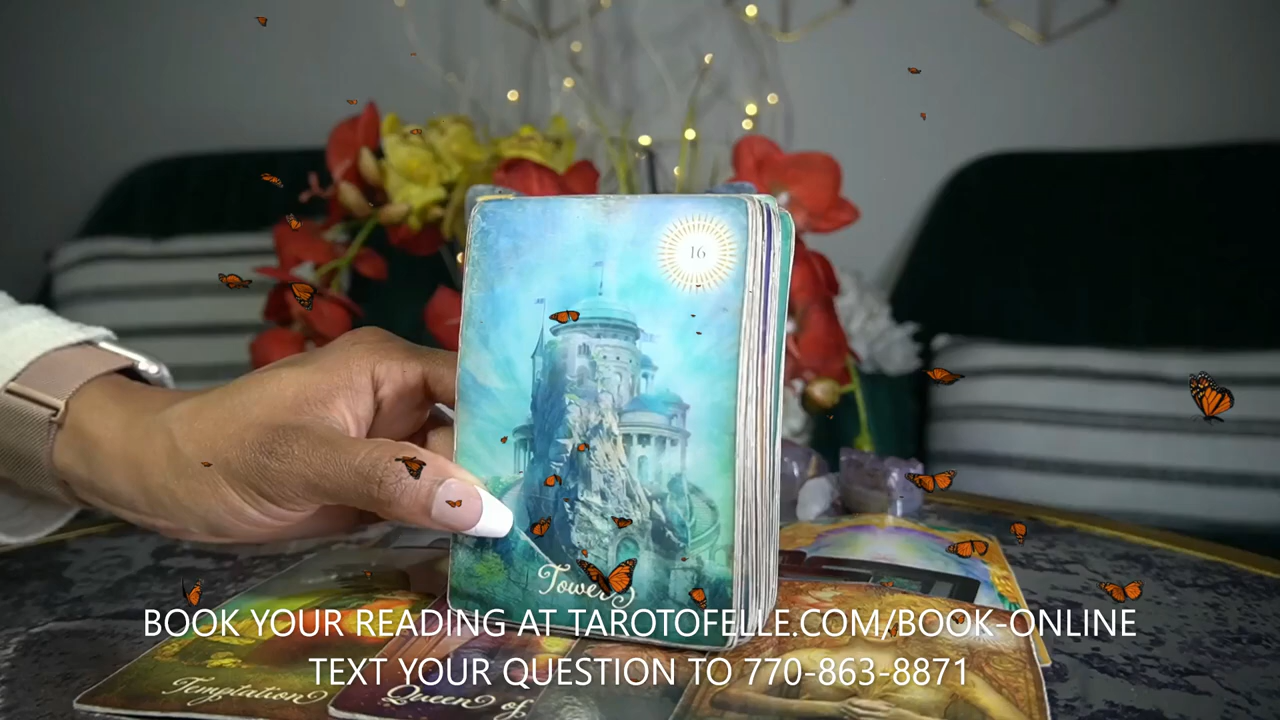 16
Tower
BOOK YOUR READING AT TAROTOFELLE.COM/BOOK-ONLINE
TEXT YOUR QUESTION TO 770-863-8871
Temptation
Queen of